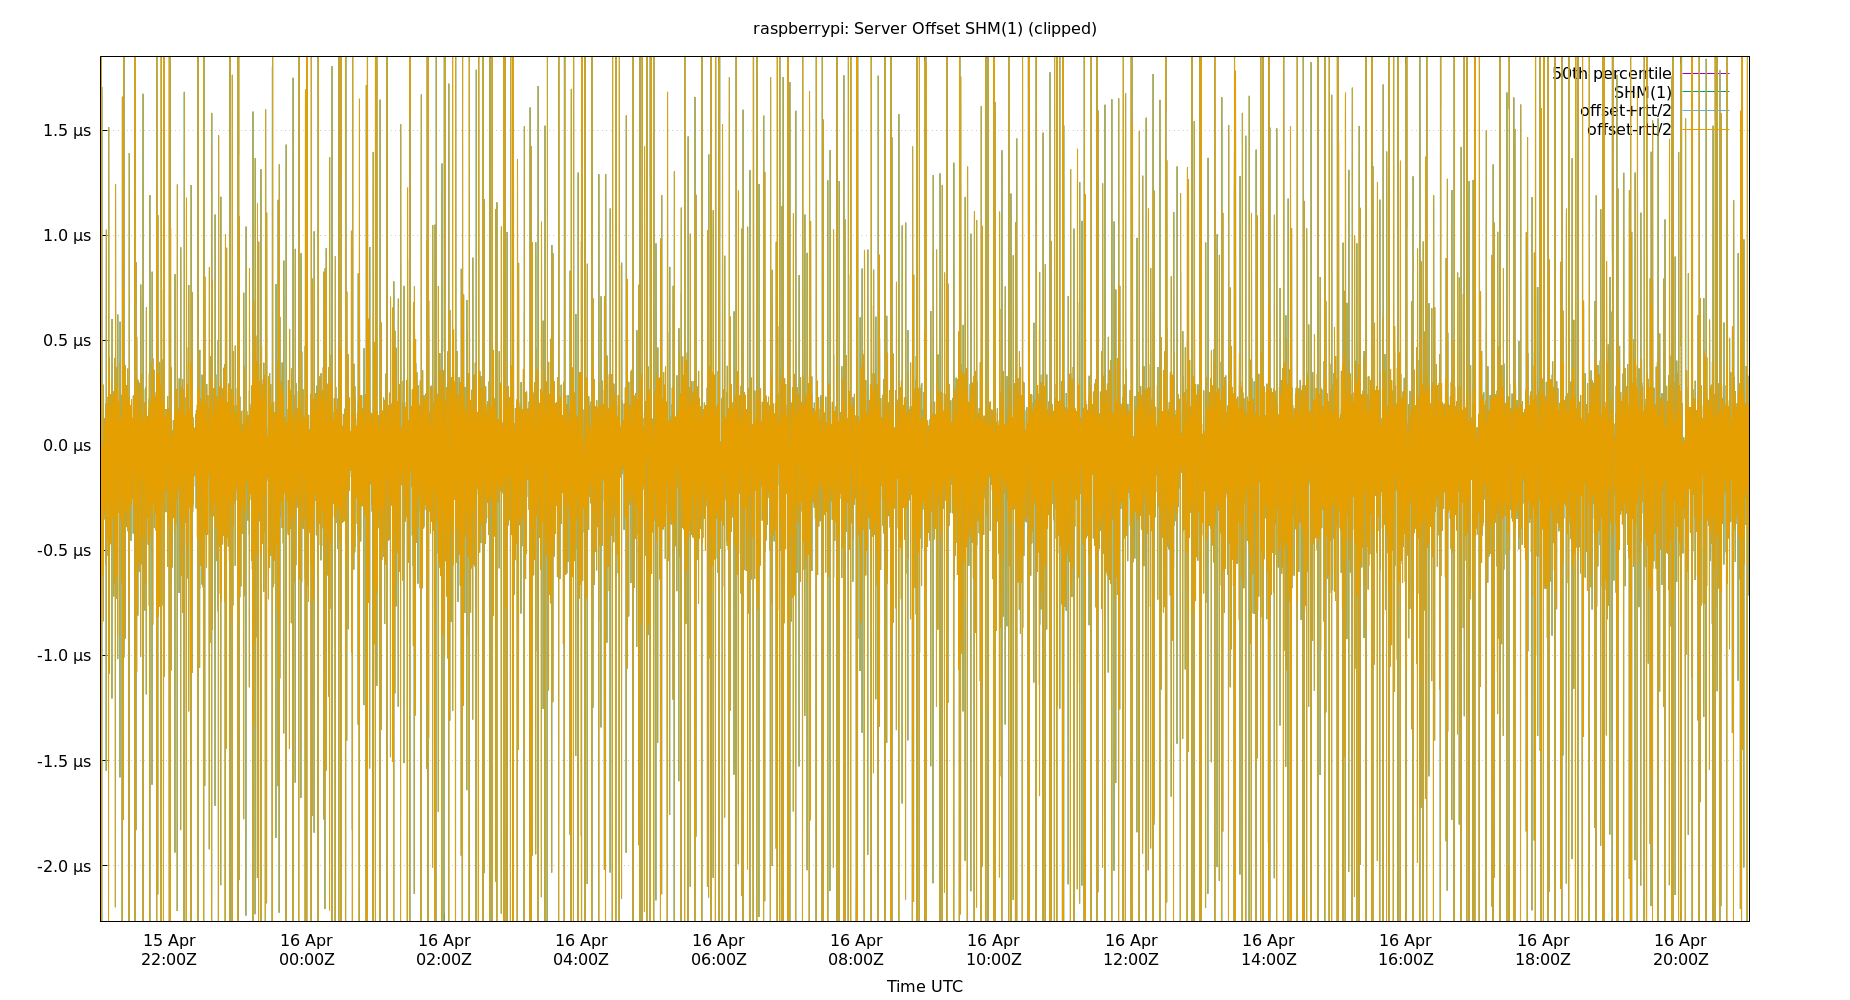 raspberrypi: Server Offset SHM(1) (clipped)
50th percentile
SHM(1)
offset+rtt/2
offset-rtt/2
1.5 µs
1.0 µs
0.5 µs
0.0 µs
-0.5 µs
-1.0 µs
-1.5 µs
-2.0 µs
15 Apr 16 Apr 16 Apr 16 Apr 16 Apr 16 Apr 16 Apr 16 Apr 16 Apr 16 Apr 16 Apr 16 Apr
22:00Z 00:00Z 02:00Z 04:00Z 06:00Z 08:00Z 10:00Z 12:00Z 14:00Z 16:00Z 18:00Z 20:00Z
Time UTC